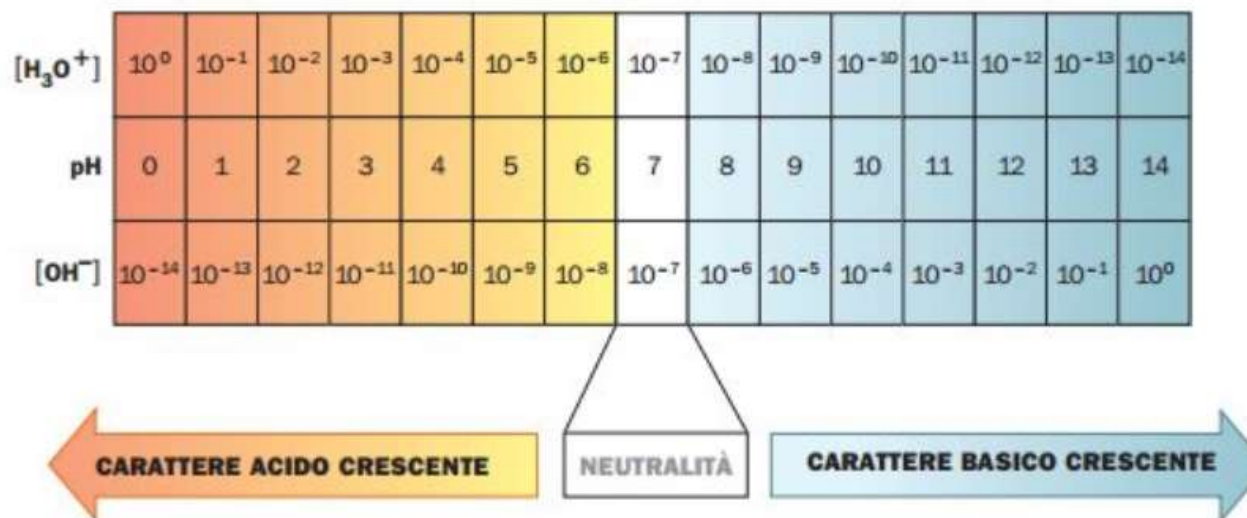 [H₃O⁺] 10⁰ 10⁻¹ 10⁻² 10⁻³ 10⁻⁴ 10⁻⁵ 10⁻⁶ 10⁻⁷ 10⁻⁸ 10⁻⁹ 10⁻¹⁰ 10⁻¹¹ 10⁻¹² 10⁻¹³ 10⁻¹⁴
pH 0 1 2 3 4 5 6 7 8 9 10 11 12 13 14
[OH⁻] 10⁻¹⁴ 10⁻¹³ 10⁻¹² 10⁻¹¹ 10⁻¹⁰ 10⁻⁹ 10⁻⁸ 10⁻⁷ 10⁻⁶ 10⁻⁵ 10⁻⁴ 10⁻³ 10⁻² 10⁻¹ 10⁰
CARATTERE ACIDO CRESCENTE NEUTRALITÀ CARATTERE BASICO CRESCENTE